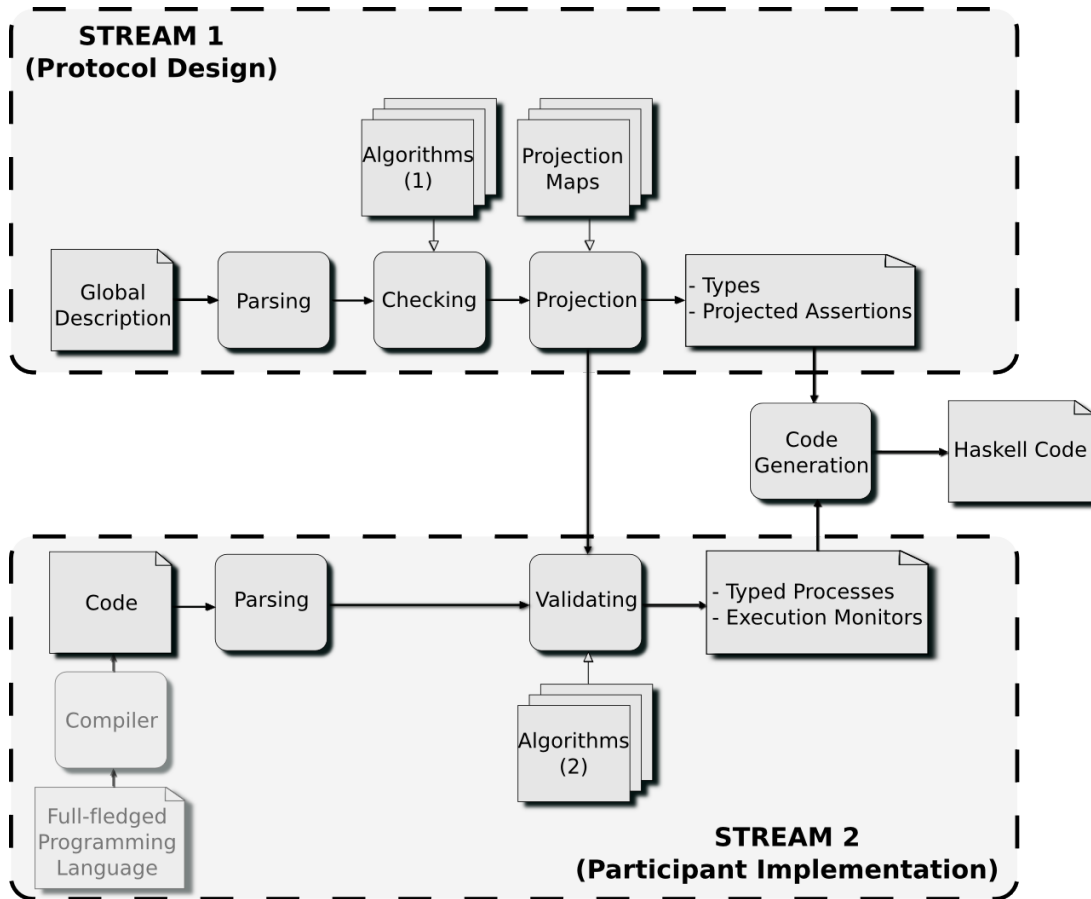 STREAM 1
(Protocol Design)
Algorithms
(1)
Projection
Maps
Global
Description
Parsing
Checking
Projection
- Types
- Projected Assertions
Code
Generation
Haskell Code
Code
Parsing
Validating
- Typed Processes
- Execution Monitors
Compiler
Algorithms
(2)
Full-fledged
Programming
Language
STREAM 2
(Participant Implementation)